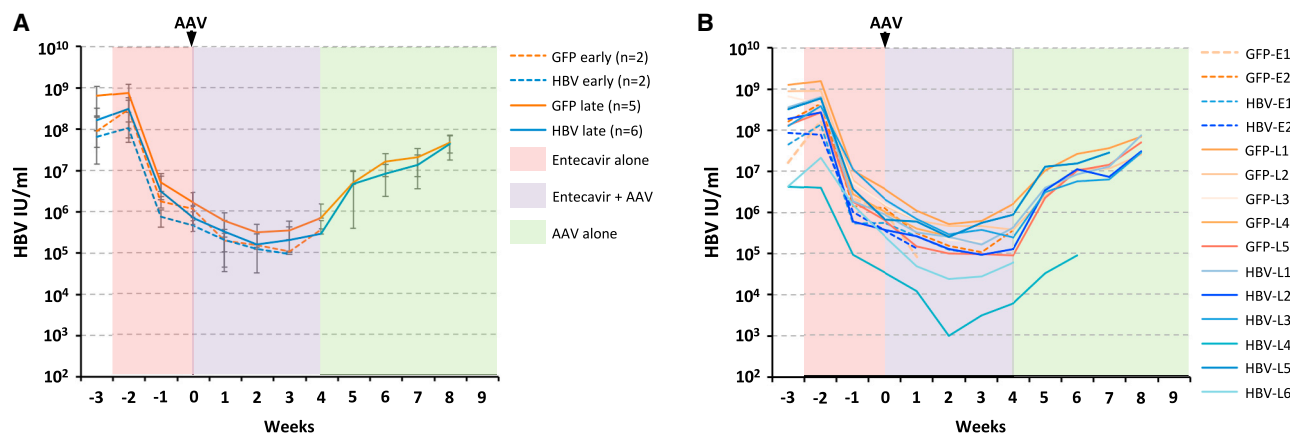 A
AAV
HBV IU/ml
10^10
10^9
10^8
10^7
10^6
10^5
10^4
10^3
10^2
-3 -2 -1 0 1 2 3 4 5 6 7 8 9
Weeks
GFP early (n=2)
HBV early (n=2)
GFP late (n=5)
HBV late (n=6)
Entecavir alone
Entecavir + AAV
AAV alone
B
AAV
HBV IU/ml
10^10
10^9
10^8
10^7
10^6
10^5
10^4
10^3
10^2
-3 -2 -1 0 1 2 3 4 5 6 7 8 9
Weeks
GFP-E1
GFP-E2
HBV-E1
HBV-E2
GFP-L1
GFP-L2
GFP-L3
GFP-L4
GFP-L5
HBV-L1
HBV-L2
HBV-L3
HBV-L4
HBV-L5
HBV-L6